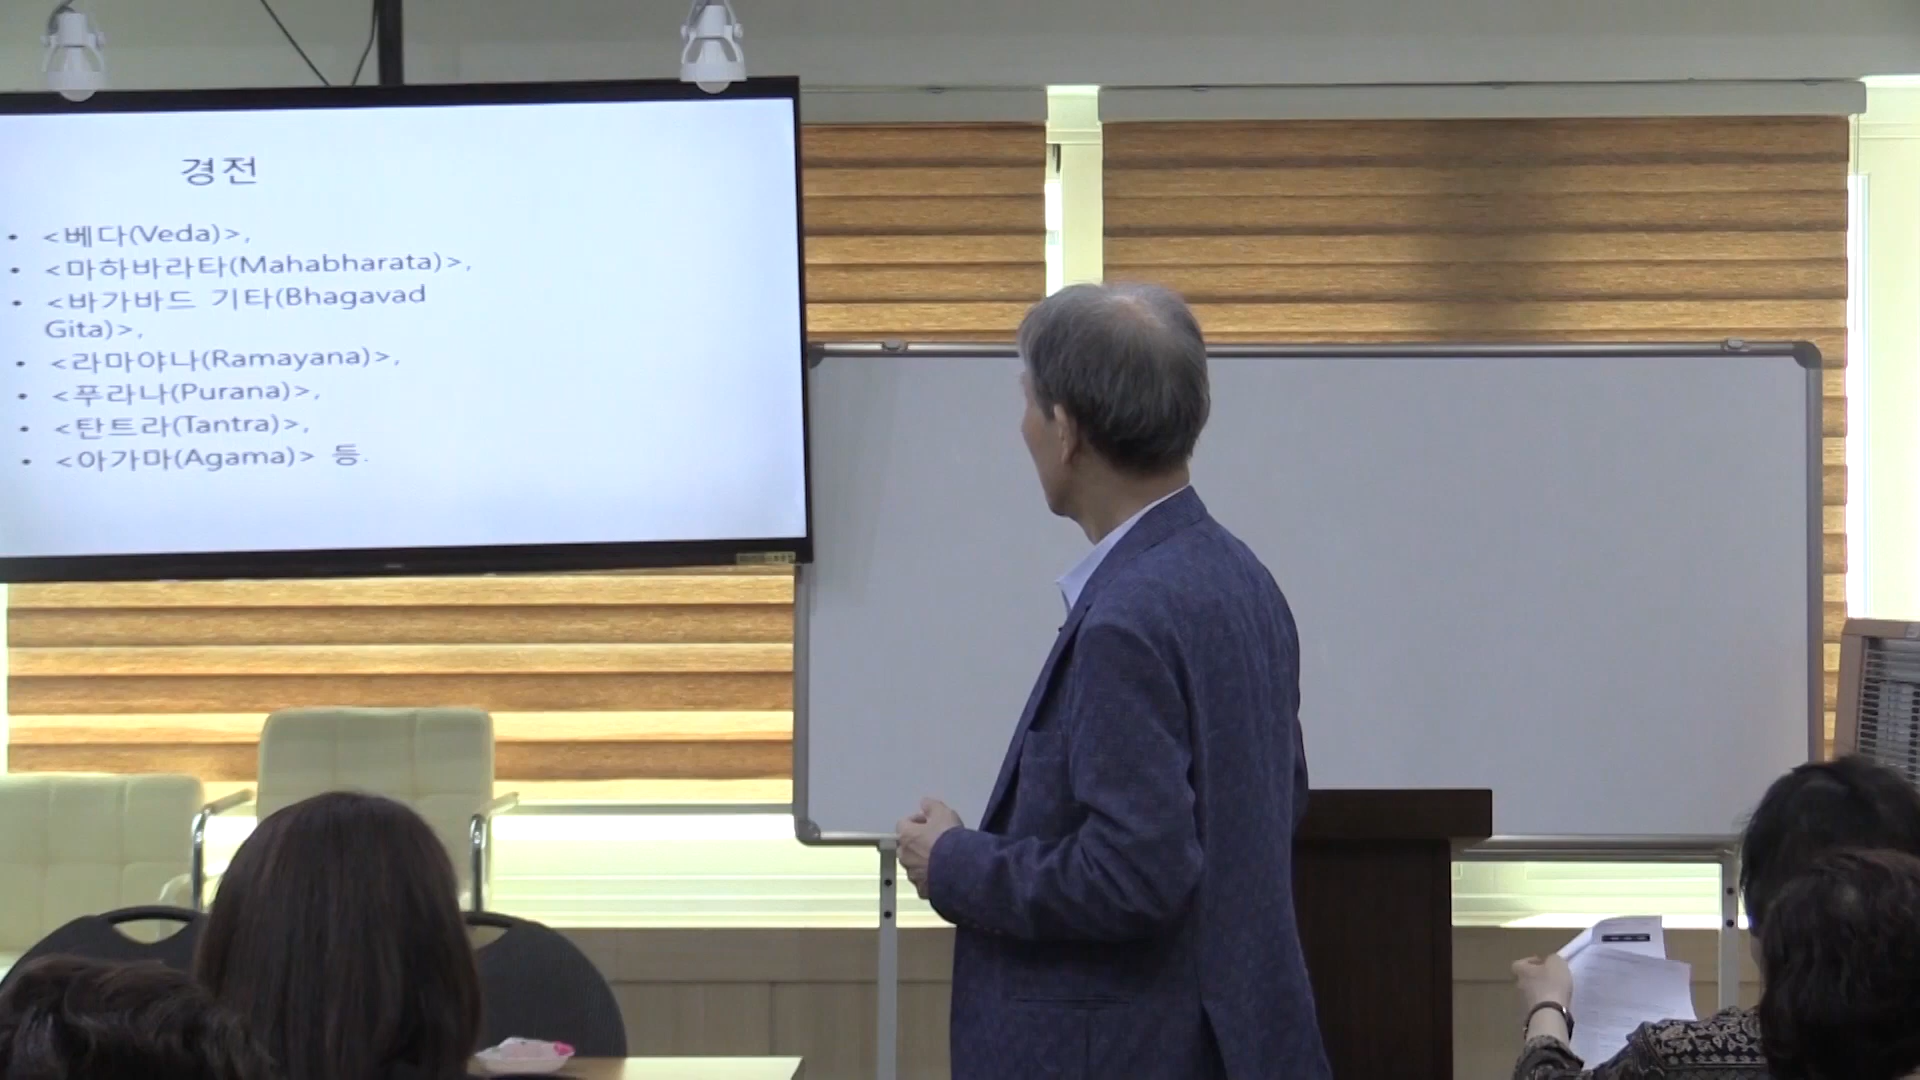 경전
• <베다(Veda)>,
• <마하바라타(Mahabharata)>,
• <바가바드 기타(Bhagavad
Gita)>,
• <라마야나(Ramayana)>,
• <푸라나(Purana)>,
• <탄트라(Tantra)>,
• <아가마(Agama)> 등.